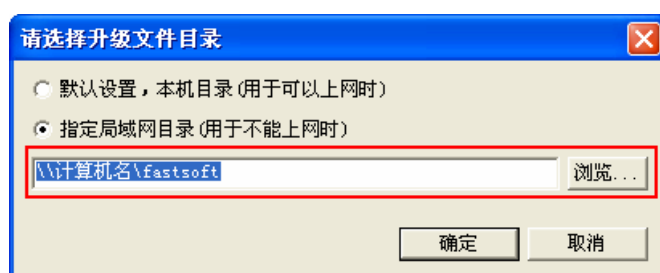 请选择升级文件目录
默认设置，本机目录(用于可以上网时)
指定局域网目录(用于不能上网时)
\\计算机名\fastsoft 浏览...
确定 取消